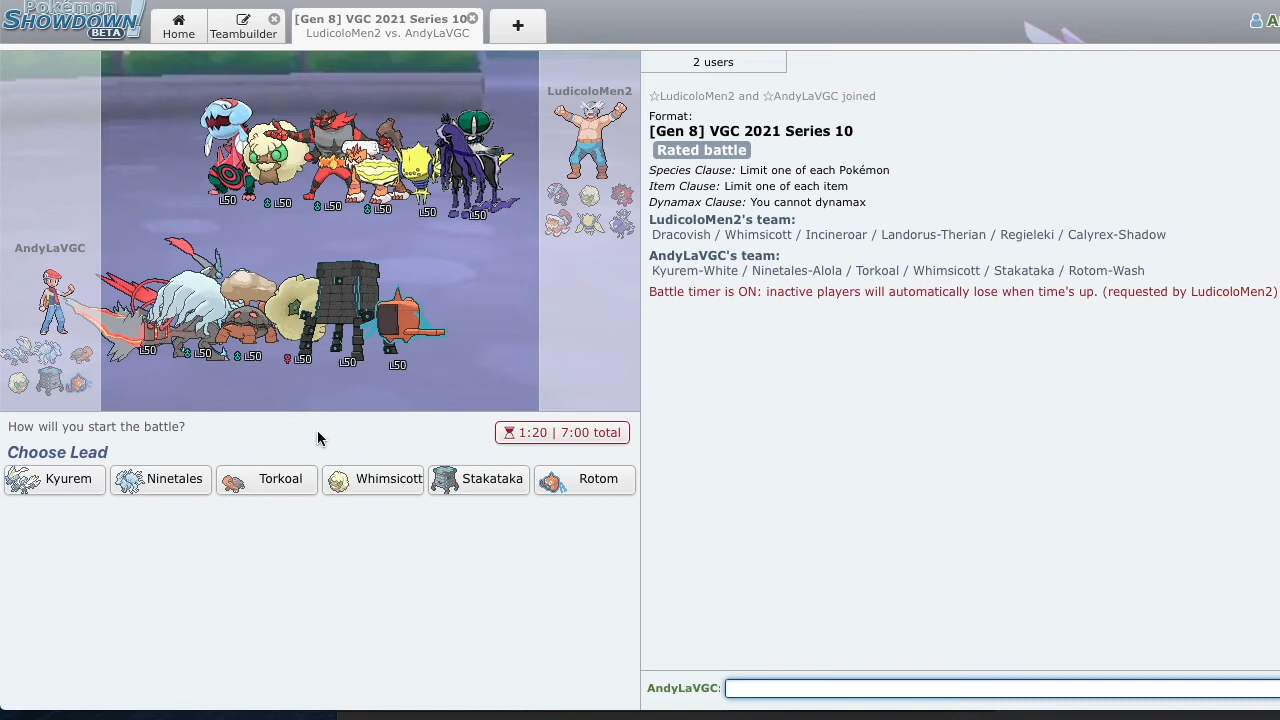 Pokémon
SHOWDOWN!
BETA
Home
Teambuilder
[Gen 8] VGC 2021 Series 10
LudicoloMen2 vs. AndyLaVGC
+
A
LudicoloMen2
L50
L50
L50
L50
L50
L50
AndyLaVGC
L50
L50
L50
L50
L50
L50
How will you start the battle?
1:20 | 7:00 total
Choose Lead
Kyurem
Ninetales
Torkoal
Whimsicott
Stakataka
Rotom
2 users
☆LudicoloMen2 and ☆AndyLaVGC joined
Format:
[Gen 8] VGC 2021 Series 10
Rated battle
Species Clause: Limit one of each Pokémon
Item Clause: Limit one of each item
Dynamax Clause: You cannot dynamax
LudicoloMen2's team:
Dracovish / Whimsicott / Incineroar / Landorus-Therian / Regieleki / Calyrex-Shadow
AndyLaVGC's team:
Kyurem-White / Ninetales-Alola / Torkoal / Whimsicott / Stakataka / Rotom-Wash
Battle timer is ON: inactive players will automatically lose when time's up. (requested by LudicoloMen2)
AndyLaVGC: